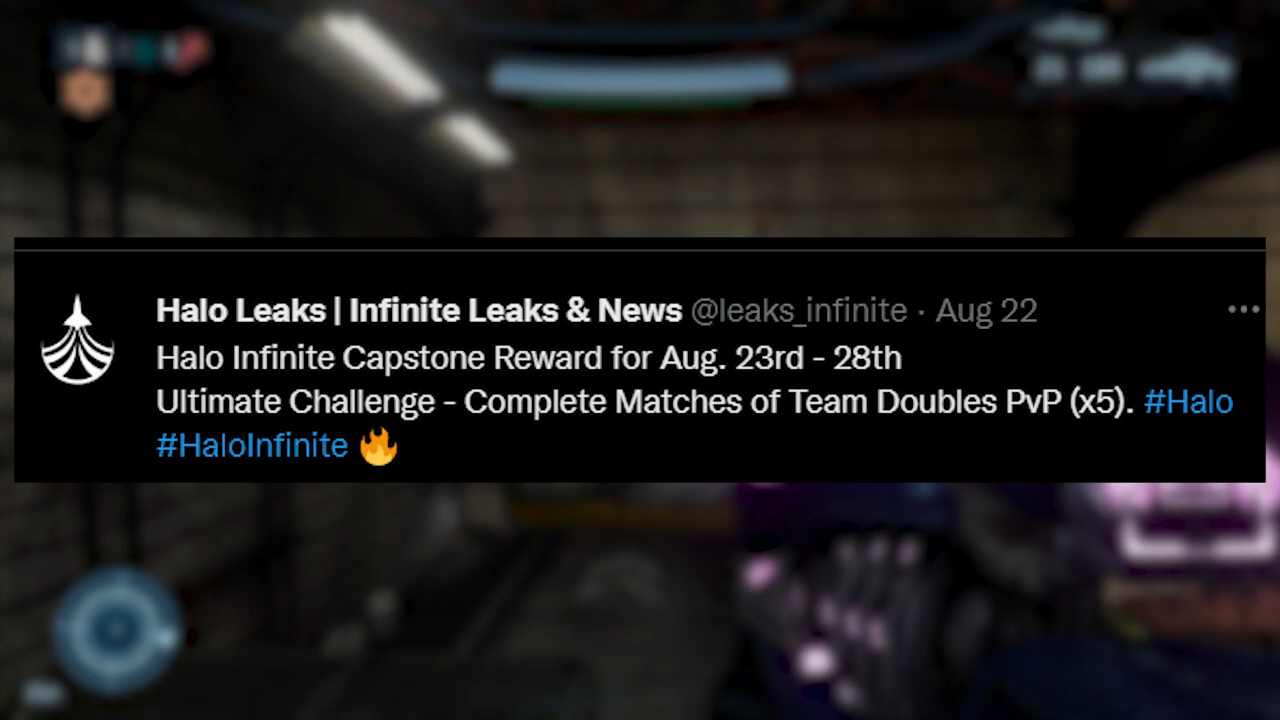 Halo Leaks | Infinite Leaks & News @leaks_infinite · Aug 22
Halo Infinite Capstone Reward for Aug. 23rd - 28th
Ultimate Challenge - Complete Matches of Team Doubles PvP (x5). #Halo
#HaloInfinite 🔥